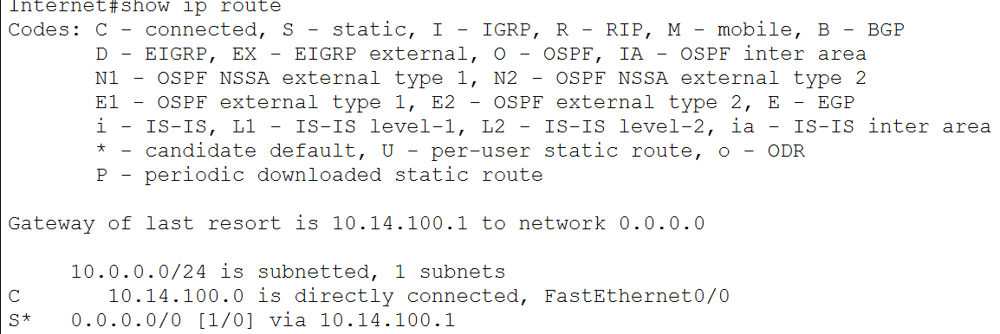 Internet#show ip route
Codes: C - connected, S - static, I - IGRP, R - RIP, M - mobile, B - BGP
D - EIGRP, EX - EIGRP external, O - OSPF, IA - OSPF inter area
N1 - OSPF NSSA external type 1, N2 - OSPF NSSA external type 2
E1 - OSPF external type 1, E2 - OSPF external type 2, E - EGP
i - IS-IS, L1 - IS-IS level-1, L2 - IS-IS level-2, ia - IS-IS inter area
* - candidate default, U - per-user static route, o - ODR
P - periodic downloaded static route
Gateway of last resort is 10.14.100.1 to network 0.0.0.0
10.0.0.0/24 is subnetted, 1 subnets
C 10.14.100.0 is directly connected, FastEthernet0/0
S* 0.0.0.0/0 [1/0] via 10.14.100.1